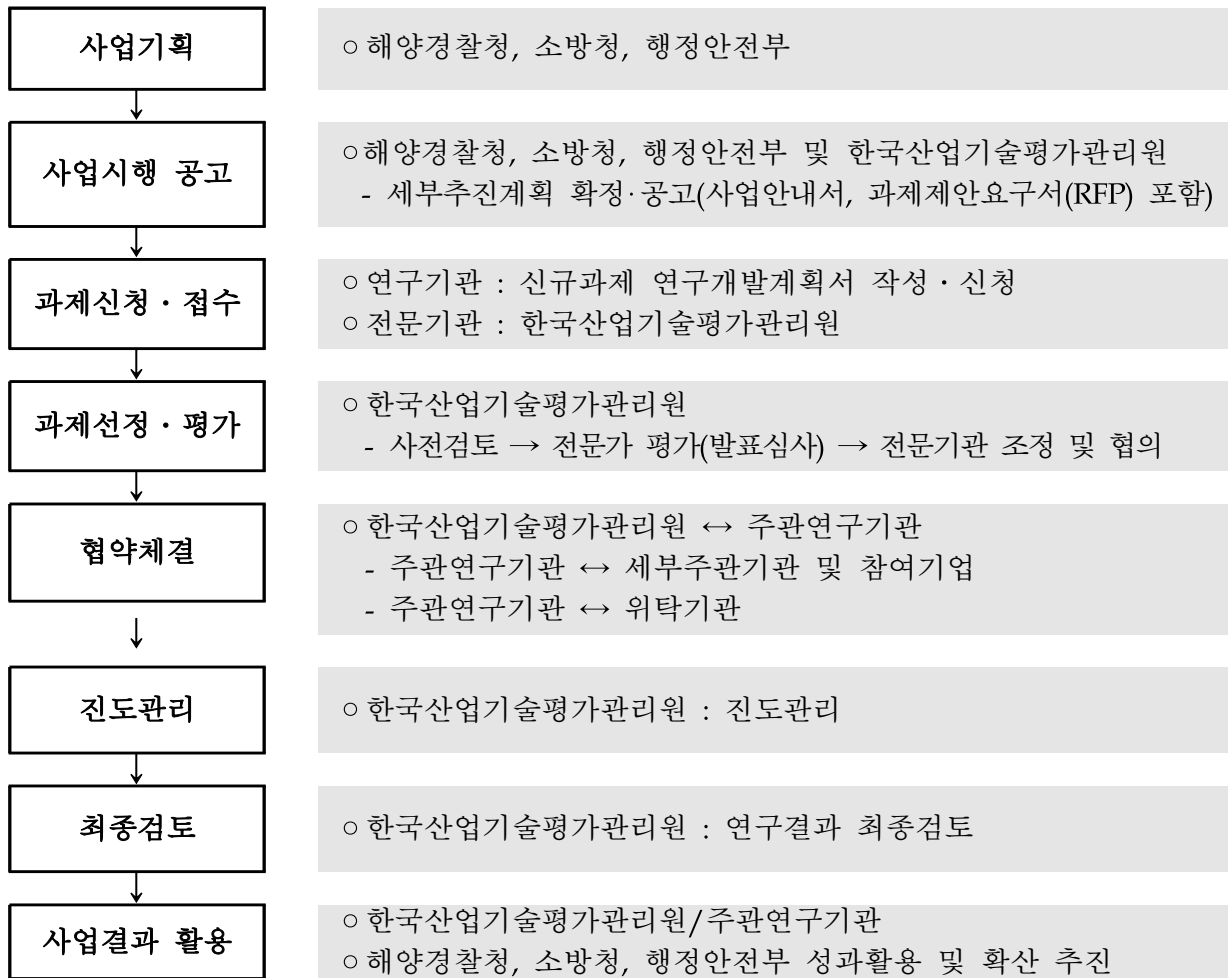 사업기획
○ 해양경찰청, 소방청, 행정안전부
↓
사업시행 공고
○해양경찰청, 소방청, 행정안전부 및 한국산업기술평가관리원
- 세부추진계획 확정·공고(사업안내서, 과제제안요구서(RFP) 포함)
↓
과제신청・접수
○ 연구기관 : 신규과제 연구개발계획서 작성・신청
○ 전문기관 : 한국산업기술평가관리원
↓
과제선정・평가
○ 한국산업기술평가관리원
- 사전검토 → 전문가 평가(발표심사) → 전문기관 조정 및 협의
↓
협약체결
○ 한국산업기술평가관리원 ↔ 주관연구기관
- 주관연구기관 ↔ 세부주관기관 및 참여기업
- 주관연구기관 ↔ 위탁기관
↓
진도관리
○ 한국산업기술평가관리원 : 진도관리
↓
최종검토
○ 한국산업기술평가관리원 : 연구결과 최종검토
↓
사업결과 활용
○ 한국산업기술평가관리원/주관연구기관
○ 해양경찰청, 소방청, 행정안전부 성과활용 및 확산 추진